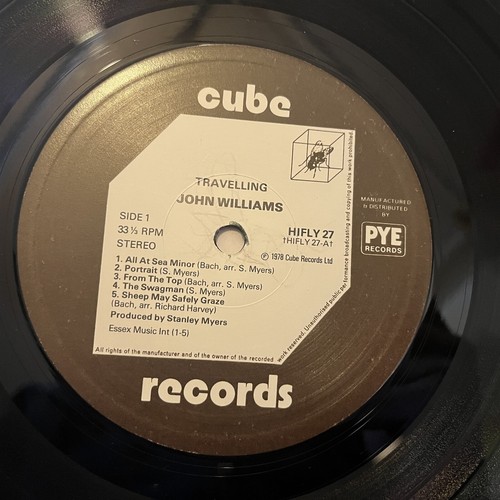 cube
TRAVELLING
JOHN WILLIAMS
SIDE 1
33⅓ RPM
STEREO
HIFLY 27
†HIFLY 27-A†
℗ 1978 Cube Records Ltd
1. All At Sea Minor (Bach, arr. S. Myers)
2. Portrait (S. Myers)
3. From The Top (Bach, arr. S. Myers)
4. The Swagman (S. Myers)
5. Sheep May Safely Graze
(Bach, arr. Richard Harvey)
Produced by Stanley Myers
Essex Music Int (1-5)
All rights of the manufacturer and of the owner of the recorded work reserved. Unauthorised public performance broadcasting and copying of this work prohibited.
MANUFACTURED
& DISTRIBUTED
BY
PYE
RECORDS
records